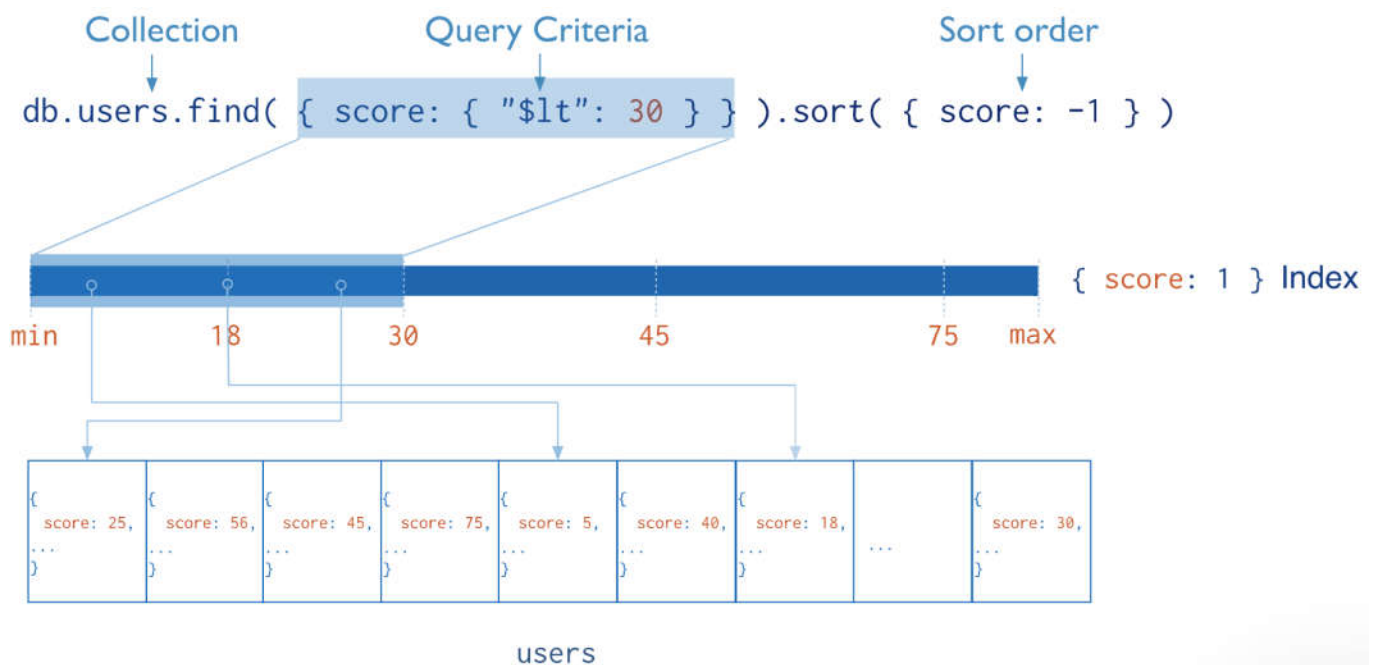 Collection Query Criteria Sort order
db.users.find( { score: { "$lt": 30 } } ).sort( { score: -1 } )
{ score: 1 } Index
min 18 30 45 75 max
{ { { { { { { {
score: 25, score: 56, score: 45, score: 75, score: 5, score: 40, score: 18, score: 30,
... ... ... ... ... ... ... ... ...
} } } } } } } }
users